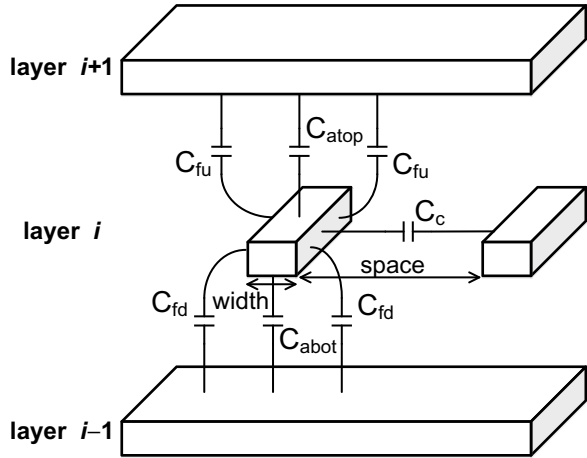 layer i+1
C_atop
C_fu
C_fu
layer i
C_c
space
width
C_fd
C_fd
C_abot
layer i–1